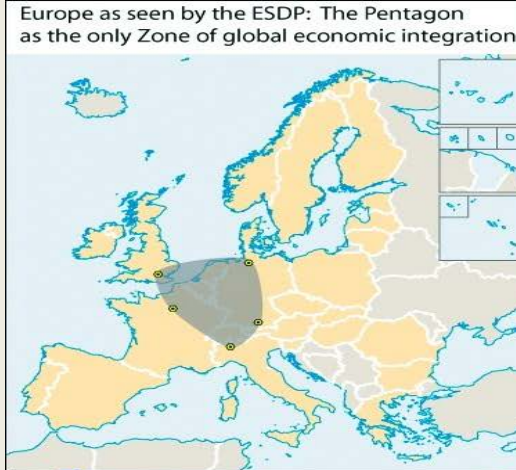 Europe as seen by the ESDP: The Pentagon
as the only Zone of global economic integration